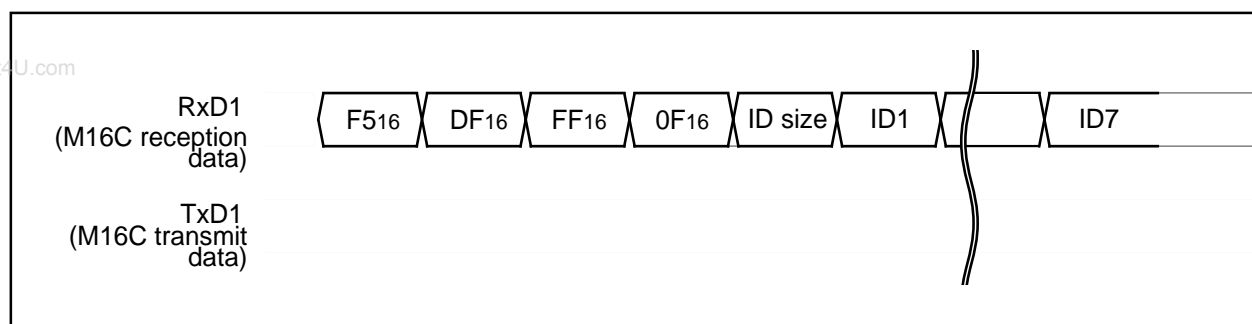 4U.com
RxD1
(M16C reception
data)
F516 DF16 FF16 0F16 ID size ID1 ID7
TxD1
(M16C transmit
data)